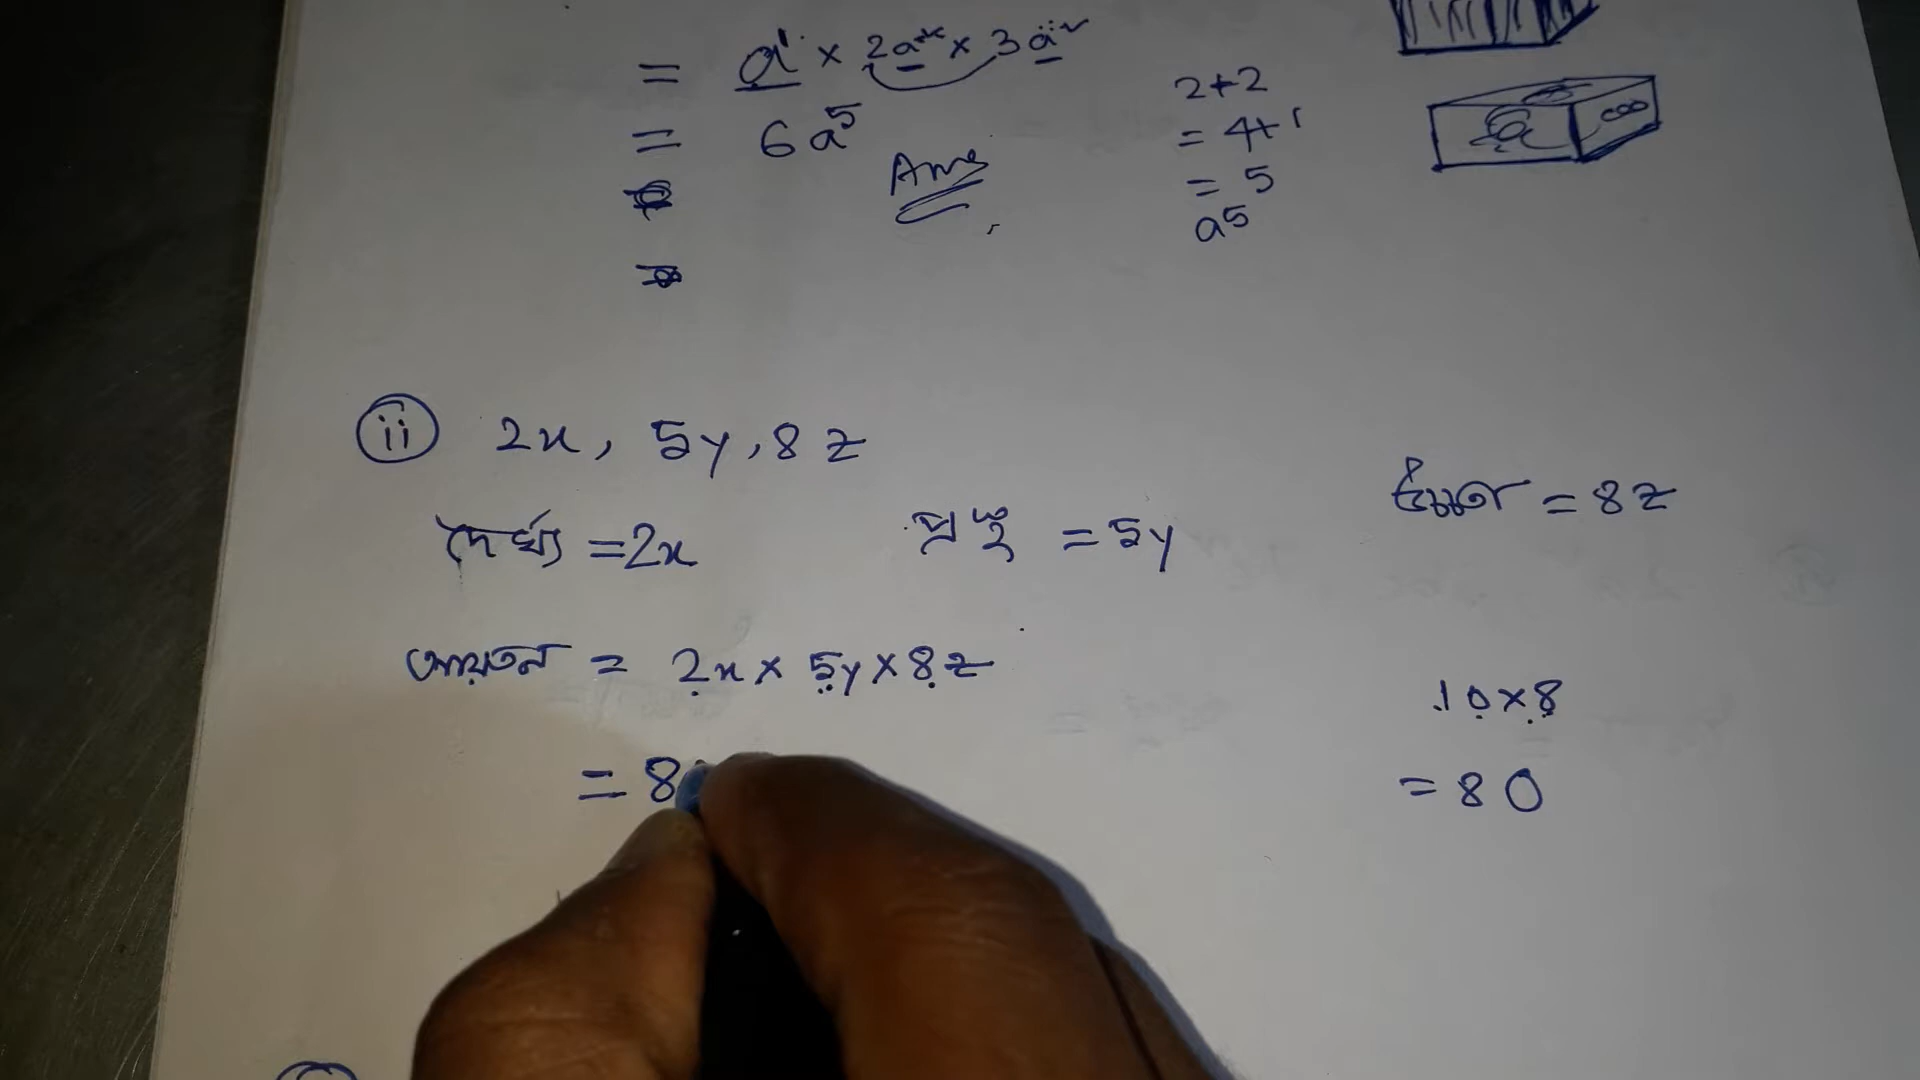 = a¹ × 2a² × 3a²
= 6a⁵
Ans
2+2
= 4+1
= 5
a⁵
ii 2x, 5y, 8z
দৈর্ঘ্য = 2x প্রস্থ = 5y উচ্চতা = 8z
আয়তন = 2x × 5y × 8z
= 8
10×8
= 80